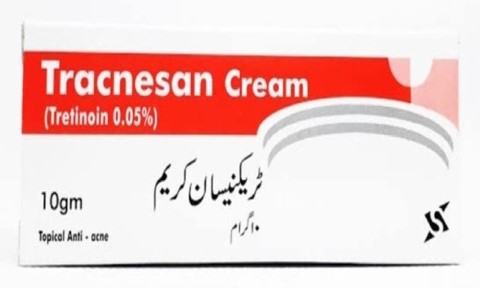 Tracnesan Cream
(Tretinoin 0.05%)
ٹریکنیسان کریم
10gm
۱۰ گرام
Topical Anti - acne